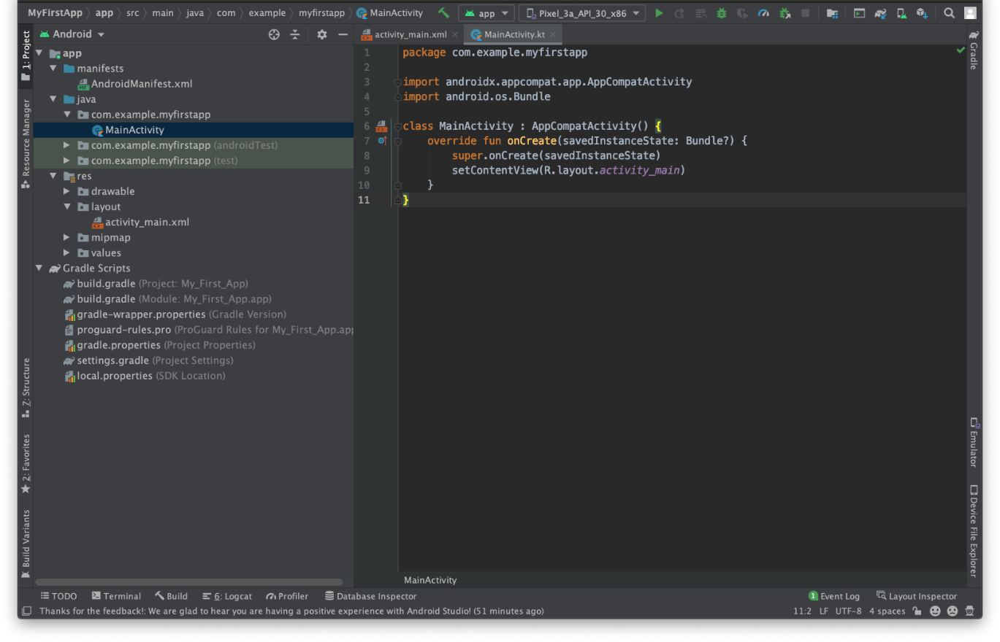 MyFirstApp app src main java com example myfirstapp MainActivity app Pixel_3a_API_30_x86
1: Project
Resource Manager
Z: Structure
2: Favorites
Build Variants
Android
app
manifests
AndroidManifest.xml
java
com.example.myfirstapp
MainActivity
com.example.myfirstapp (androidTest)
com.example.myfirstapp (test)
res
drawable
layout
activity_main.xml
mipmap
values
Gradle Scripts
build.gradle (Project: My_First_App)
build.gradle (Module: My_First_App.app)
gradle-wrapper.properties (Gradle Version)
proguard-rules.pro (ProGuard Rules for My_First_App.app
gradle.properties (Project Properties)
settings.gradle (Project Settings)
local.properties (SDK Location)
activity_main.xml MainActivity.kt
1 package com.example.myfirstapp
2
3 import androidx.appcompat.app.AppCompatActivity
4 import android.os.Bundle
5
6 class MainActivity : AppCompatActivity() {
7 override fun onCreate(savedInstanceState: Bundle?) {
8 super.onCreate(savedInstanceState)
9 setContentView(R.layout.activity_main)
10 }
11 }
MainActivity
Gradle
Emulator
Device File Explorer
TODO Terminal Build 6: Logcat Profiler Database Inspector 1 Event Log Layout Inspector
Thanks for the feedback!: We are glad to hear you are having a positive experience with Android Studio! (51 minutes ago) 11:2 LF UTF-8 4 spaces